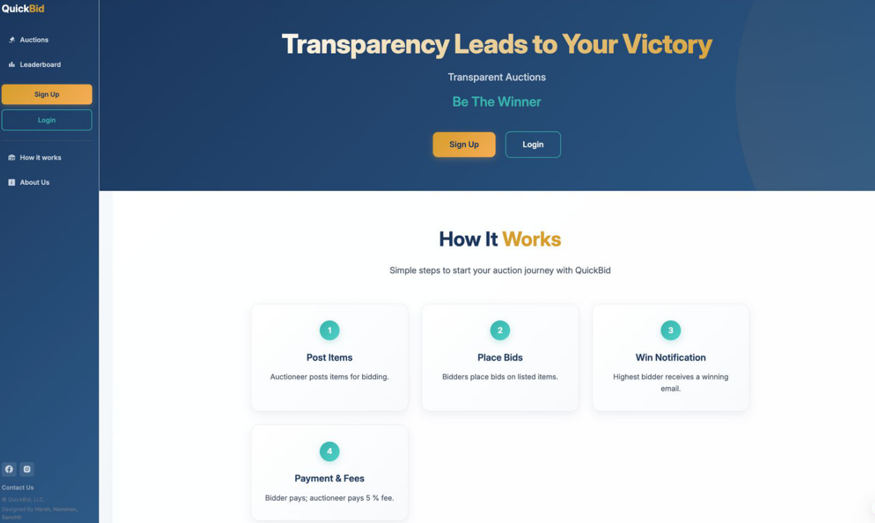 QuickBid
Auctions
Leaderboard
Sign Up
Login
How it works
About Us
Contact Us
© QuickBid, LLC.
Designed By
Transparency Leads to Your Victory
Transparent Auctions
Be The Winner
Sign Up
Login
How It Works
Simple steps to start your auction journey with QuickBid
1
Post Items
Auctioneer posts items for bidding.
2
Place Bids
Bidders place bids on listed items.
3
Win Notification
Highest bidder receives a winning
email.
4
Payment & Fees
Bidder pays; auctioneer pays 5 % fee.